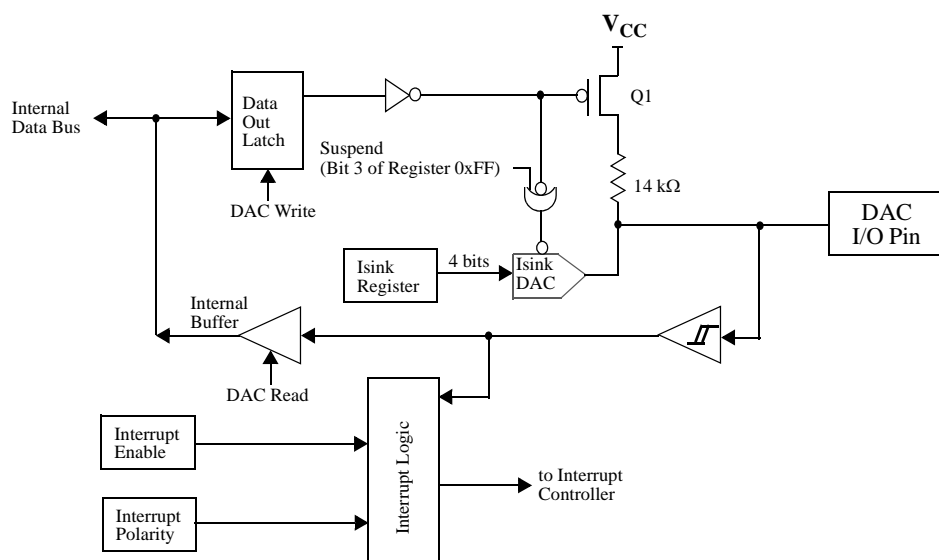 VCC
Internal
Data Bus
Data
Out
Latch
Q1
Suspend
(Bit 3 of Register 0xFF)
14 kΩ
DAC Write
DAC
I/O Pin
Isink
Register
4 bits
Isink
DAC
Internal
Buffer
DAC Read
Interrupt
Enable
Interrupt Logic
to Interrupt
Controller
Interrupt
Polarity